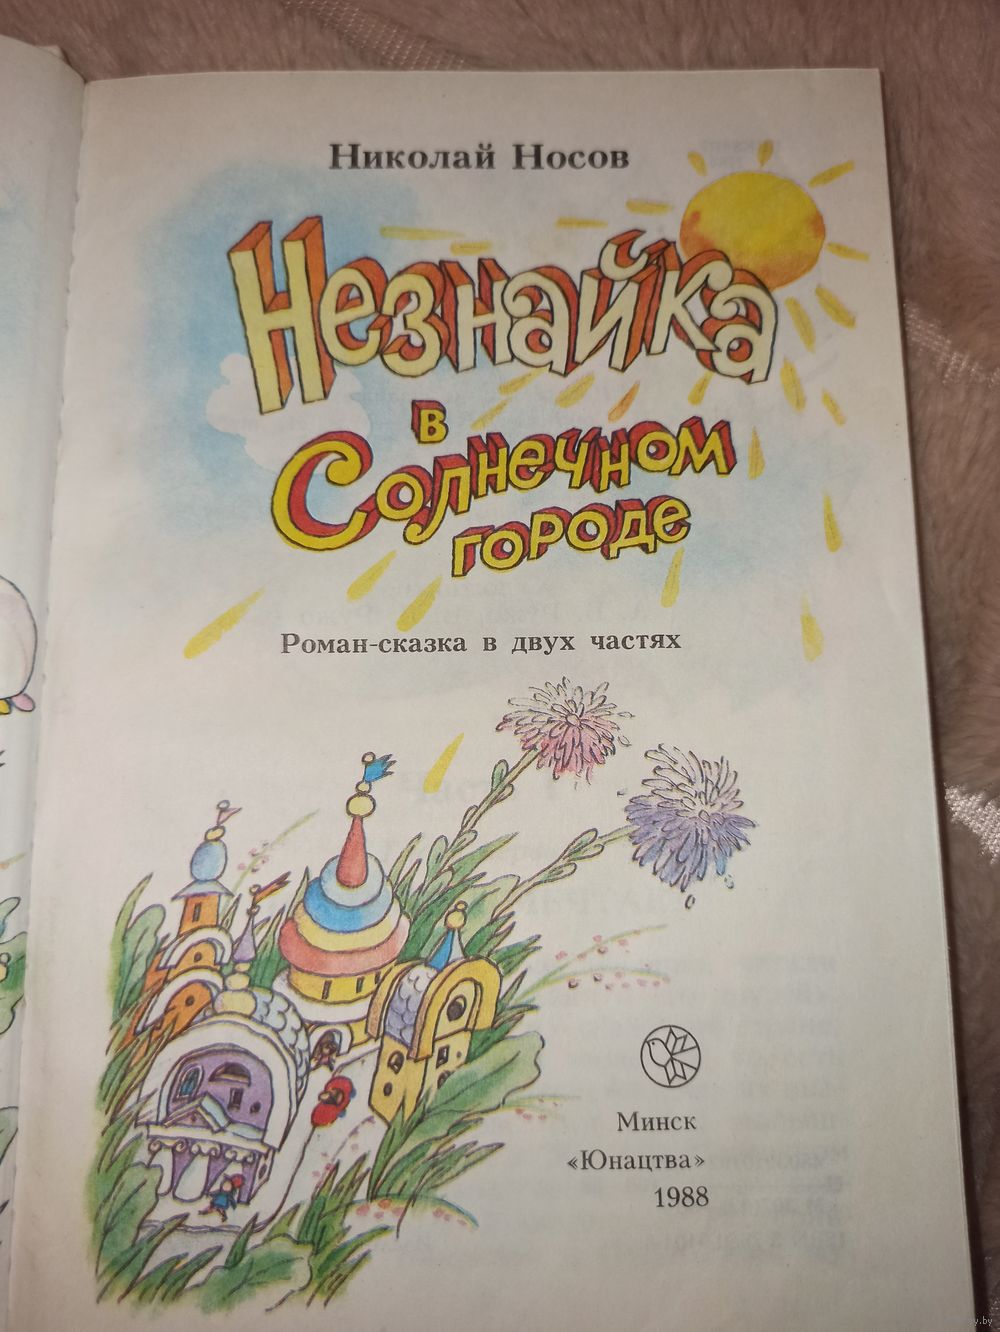 Николай Носов
Незнайка
в
Солнечном
городе
Роман-сказка в двух частях
Минск
«Юнацтва»
1988